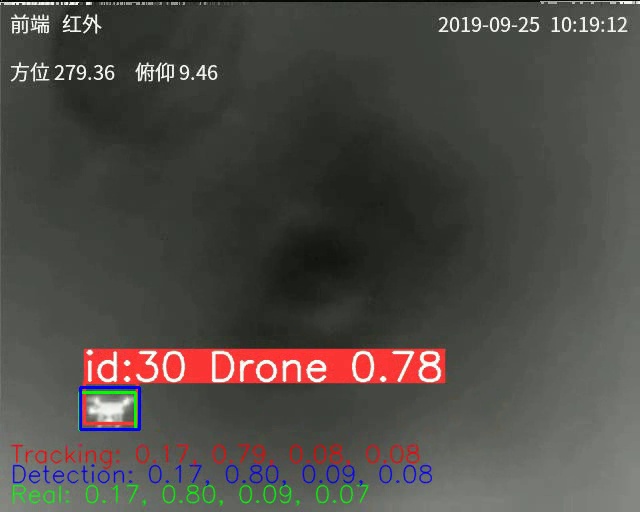 前端 红外 2019-09-25 10:19:12
方位 279.36 俯仰 9.46
id:30 Drone 0.78
Tracking: 0.17, 0.79, 0.08, 0.08
Detection: 0.17, 0.80, 0.09, 0.08
Real: 0.17, 0.80, 0.09, 0.07